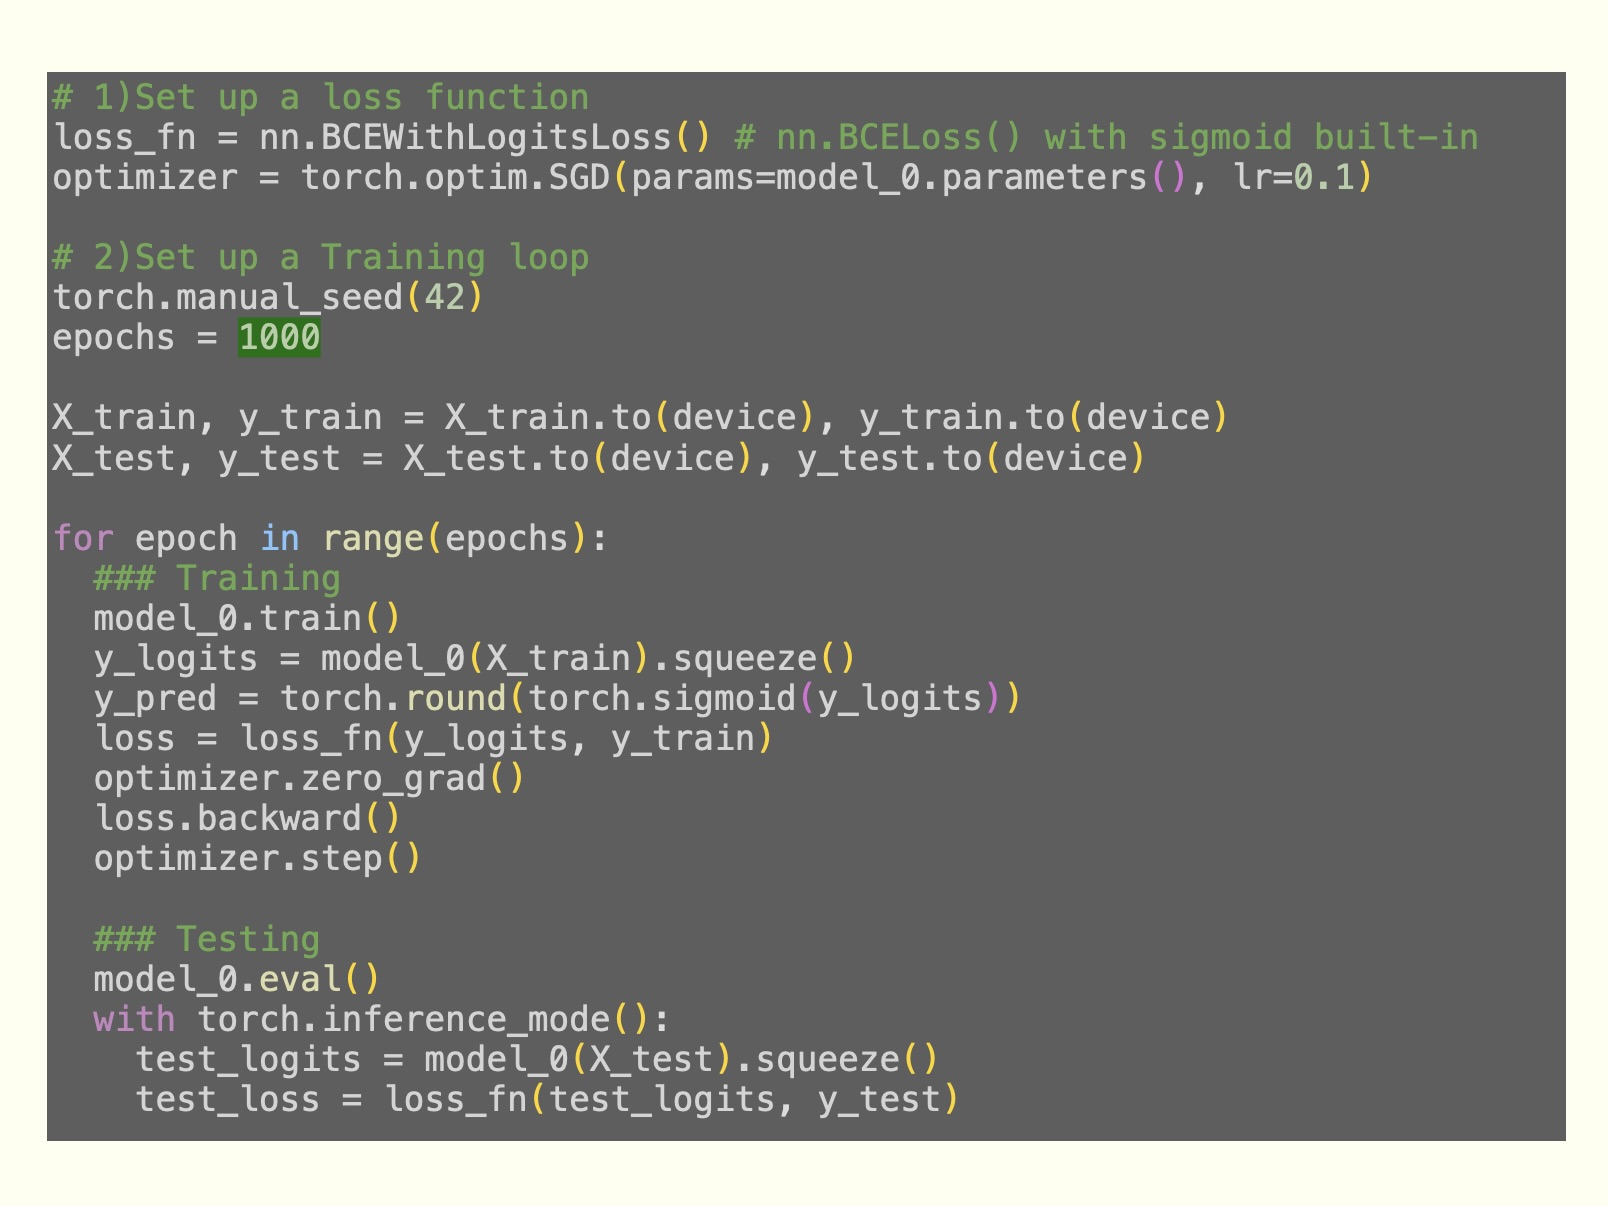 # 1)Set up a loss function
loss_fn = nn.BCEWithLogitsLoss() # nn.BCELoss() with sigmoid built-in
optimizer = torch.optim.SGD(params=model_0.parameters(), lr=0.1)
# 2)Set up a Training loop
torch.manual_seed(42)
epochs = 1000
X_train, y_train = X_train.to(device), y_train.to(device)
X_test, y_test = X_test.to(device), y_test.to(device)
for epoch in range(epochs):
  ### Training
  model_0.train()
  y_logits = model_0(X_train).squeeze()
  y_pred = torch.round(torch.sigmoid(y_logits))
  loss = loss_fn(y_logits, y_train)
  optimizer.zero_grad()
  loss.backward()
  optimizer.step()
  ### Testing
  model_0.eval()
  with torch.inference_mode():
    test_logits = model_0(X_test).squeeze()
    test_loss = loss_fn(test_logits, y_test)